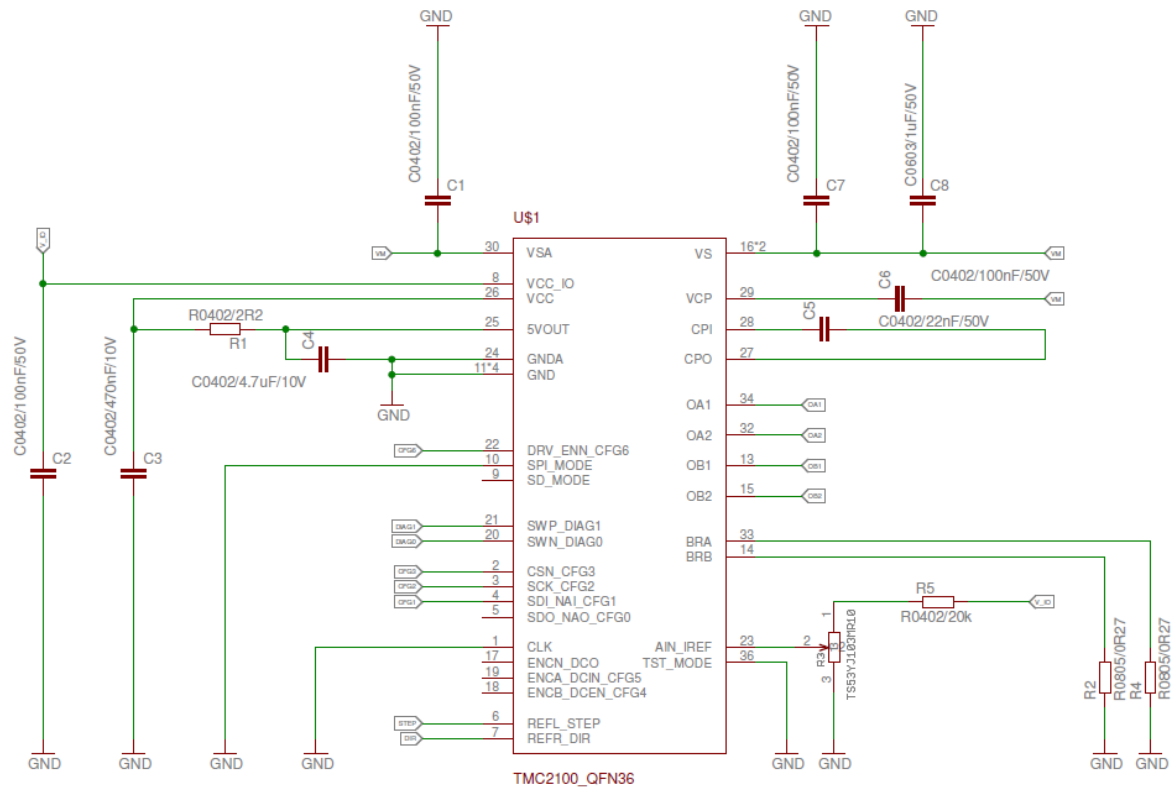 GND
GND
GND
C0402/100nF/50V
C0402/100nF/50V
C0603/1uF/50V
C1
C7
C8
U$1
V_IO
VM
30
VSA
VS
16*2
VM
8
VCC_IO
C6
C0402/100nF/50V
26
VCC
VCP
29
VM
R0402/2R2
R1
25
5VOUT
CPI
28
C5
C0402/22nF/50V
C4
C0402/4.7uF/10V
24
GNDA
CPO
27
11*4
GND
GND
C0402/100nF/50V
C0402/470nF/10V
C2
C3
OA1
34
OA1
OA2
32
OA2
OB1
13
OB1
OB2
15
OB2
CFG6
22
DRV_ENN_CFG6
10
SPI_MODE
9
SD_MODE
DIAG1
21
SWP_DIAG1
DIAG0
20
SWN_DIAG0
BRA
33
BRB
14
CFG3
2
CSN_CFG3
CFG2
3
SCK_CFG2
CFG1
4
SDI_NAI_CFG1
5
SDO_NAO_CFG0
R5
R0402/20k
V_IO
1
CLK
AIN_IREF
23
2
1
3
R3
TS53YJ103MR10
17
ENCN_DCO
TST_MODE
36
19
ENCA_DCIN_CFG5
18
ENCB_DCEN_CFG4
R2
R0805/0R27
R4
R0805/0R27
STEP
6
REFL_STEP
DIR
7
REFR_DIR
GND
GND
GND
GND
GND
GND
GND
GND
TMC2100_QFN36